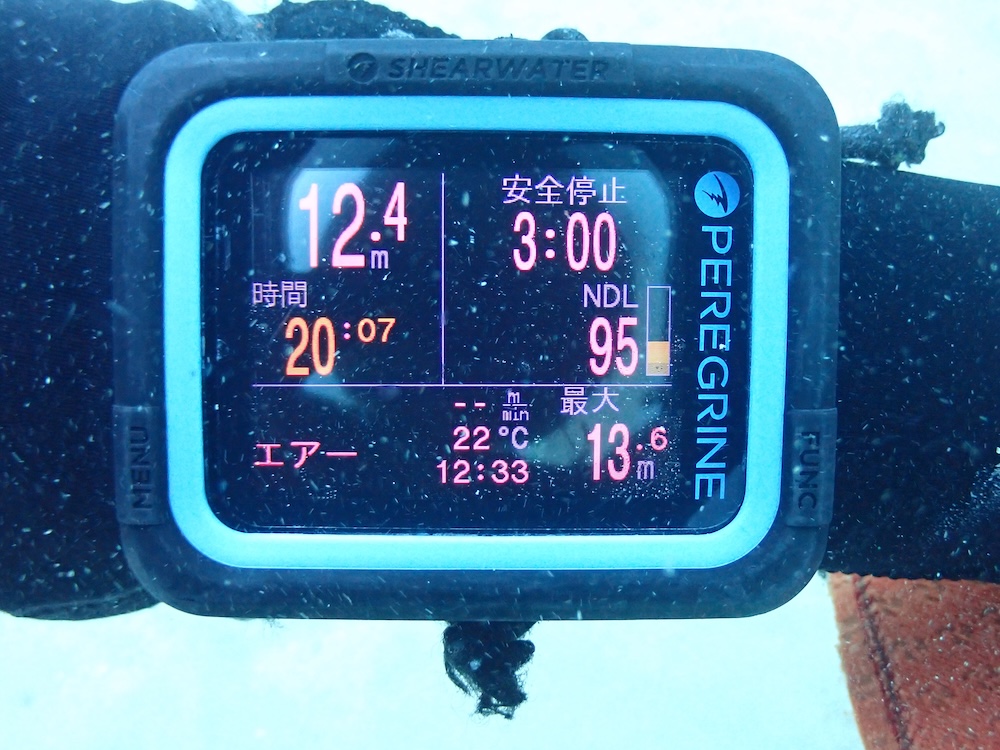 SHEARWATER
12.4
m
安全停止
3:00
時間
20:07
NDL
95
-- m/min
最大
22 °C
13.6
m
エアー
12:33
PEREGRINE
MENU
FUNC